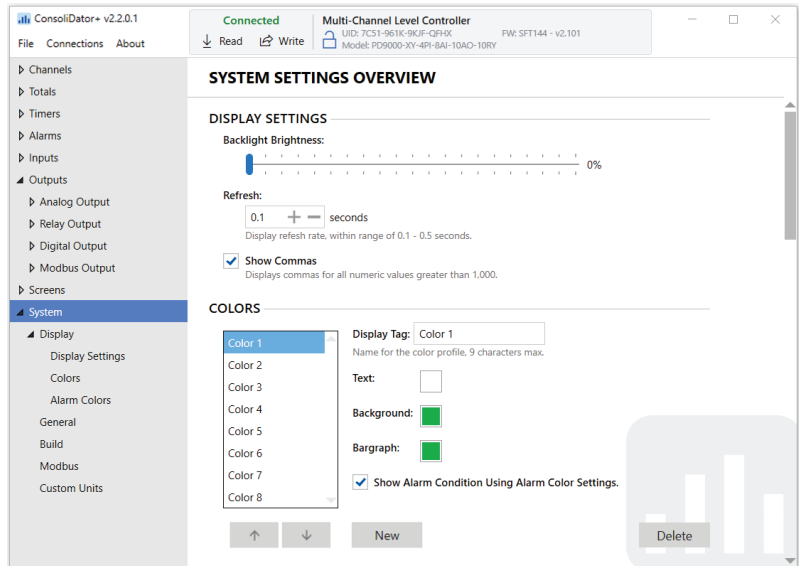 ConsoliDator+ v2.2.0.1
File Connections About
Connected
Read Write
Multi-Channel Level Controller
UID: 7C51-961K-9KJF-QFHX FW: SFT144 - v2.101
Model: PD9000-XY-4PI-8AI-10AO-10RY
Channels
Totals
Timers
Alarms
Inputs
Outputs
Analog Output
Relay Output
Digital Output
Modbus Output
Screens
System
Display
Display Settings
Colors
Alarm Colors
General
Build
Modbus
Custom Units
SYSTEM SETTINGS OVERVIEW
DISPLAY SETTINGS
Backlight Brightness:
0%
Refresh:
0.1 seconds
Display refesh rate, within range of 0.1 - 0.5 seconds.
Show Commas
Displays commas for all numeric values greater than 1,000.
COLORS
Color 1
Color 2
Color 3
Color 4
Color 5
Color 6
Color 7
Color 8
Display Tag: Color 1
Name for the color profile, 9 characters max.
Text:
Background:
Bargraph:
Show Alarm Condition Using Alarm Color Settings.
New
Delete